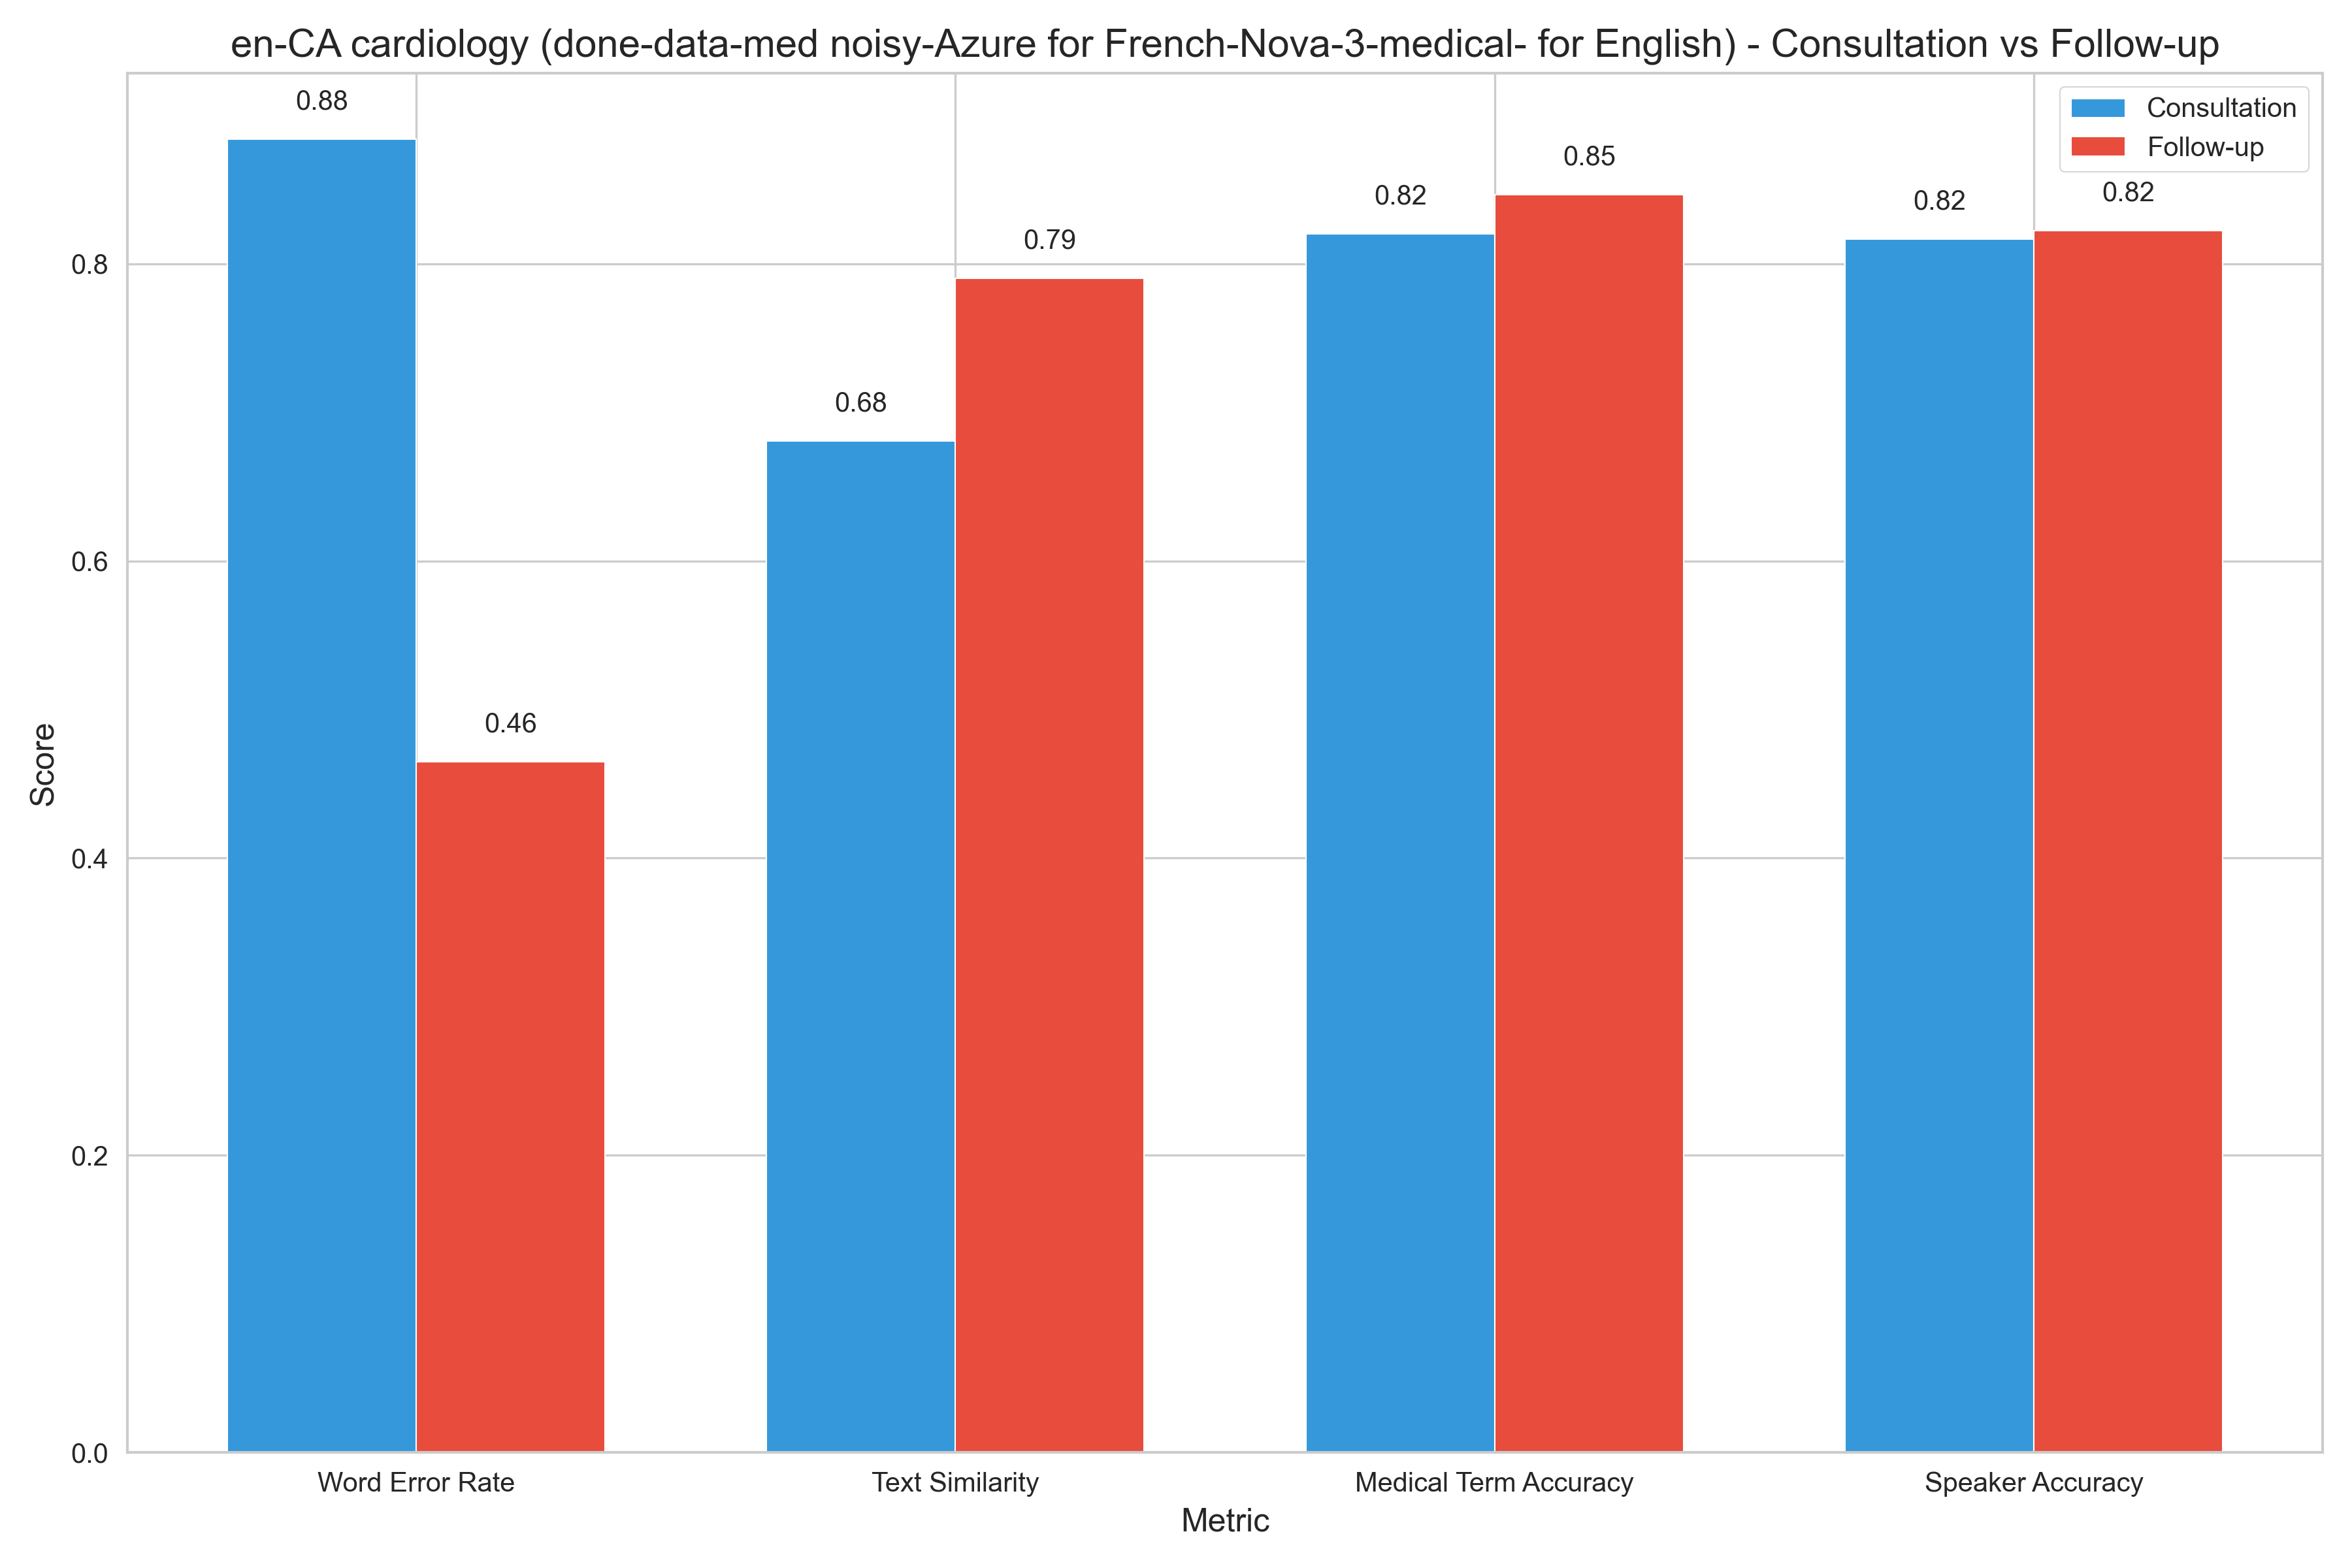 en-CA cardiology (done-data-med noisy-Azure for French-Nova-3-medical- for English) - Consultation vs Follow-up
Consultation
Follow-up
0.88
0.46
0.68
0.79
0.82
0.85
0.82
0.82
Score
0.8
0.6
0.4
0.2
0.0
Word Error Rate
Text Similarity
Medical Term Accuracy
Speaker Accuracy
Metric